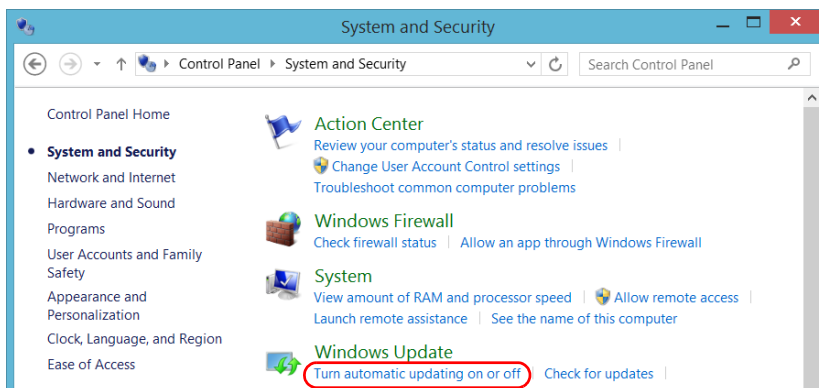 System and Security
Control Panel System and Security Search Control Panel
Control Panel Home
System and Security
Network and Internet
Hardware and Sound
Programs
User Accounts and Family
Safety
Appearance and
Personalization
Clock, Language, and Region
Ease of Access
Action Center
Review your computer's status and resolve issues
Change User Account Control settings
Troubleshoot common computer problems
Windows Firewall
Check firewall status Allow an app through Windows Firewall
System
View amount of RAM and processor speed Allow remote access
Launch remote assistance See the name of this computer
Windows Update
Turn automatic updating on or off Check for updates